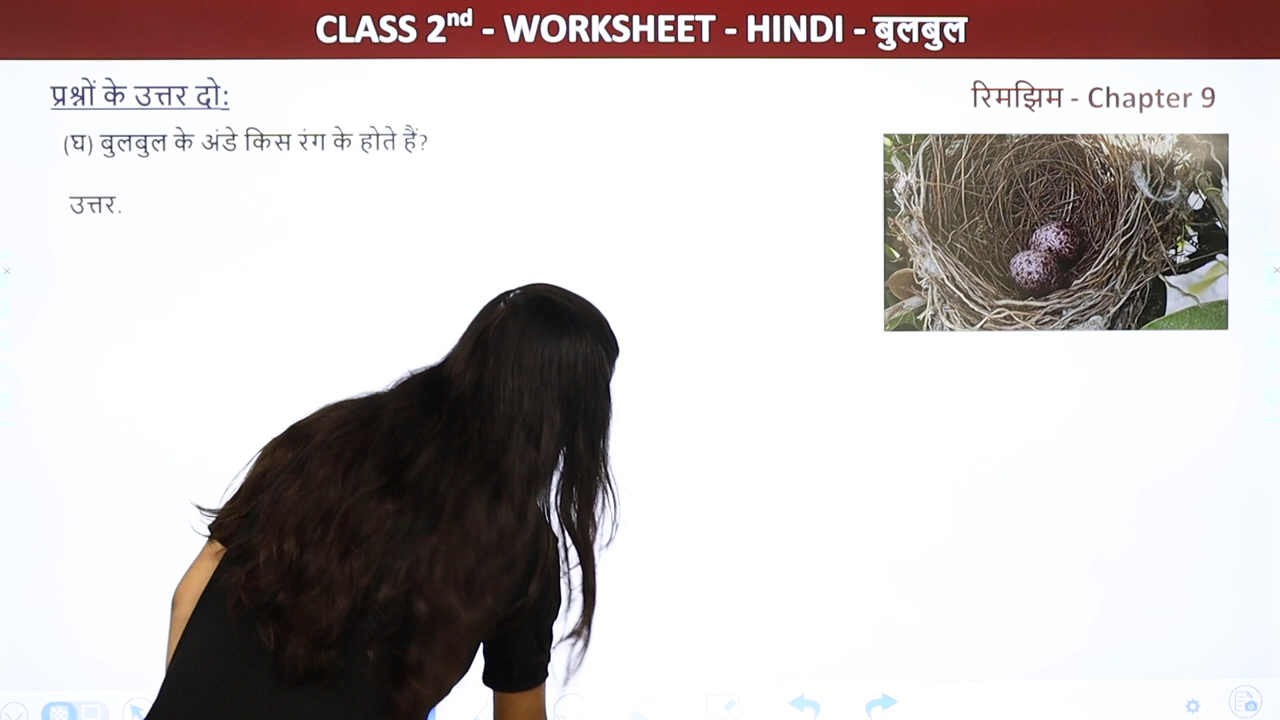 CLASS 2nd - WORKSHEET - HINDI - बुलबुल
प्रश्नों के उत्तर दो:
रिमझिम - Chapter 9
(घ) बुलबुल के अंडे किस रंग के होते हैं?
उत्तर.